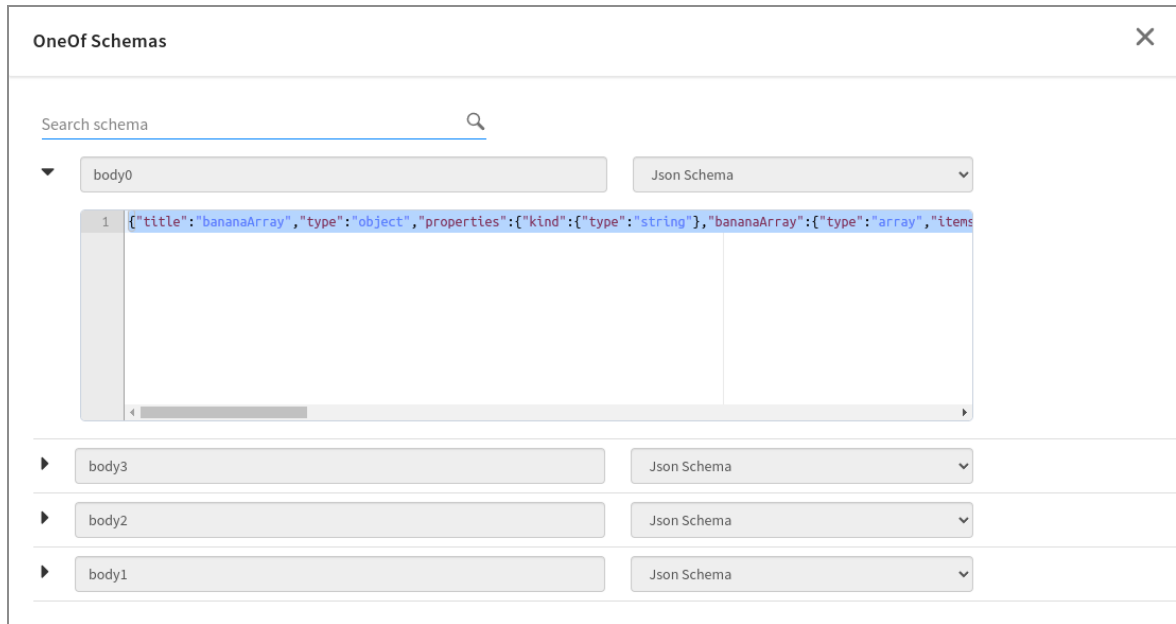 OneOf Schemas
Search schema
body0 Json Schema
1 {"title":"bananaArray","type":"object","properties":{"kind":{"type":"string"},"bananaArray":{"type":"array","items
body3 Json Schema
body2 Json Schema
body1 Json Schema